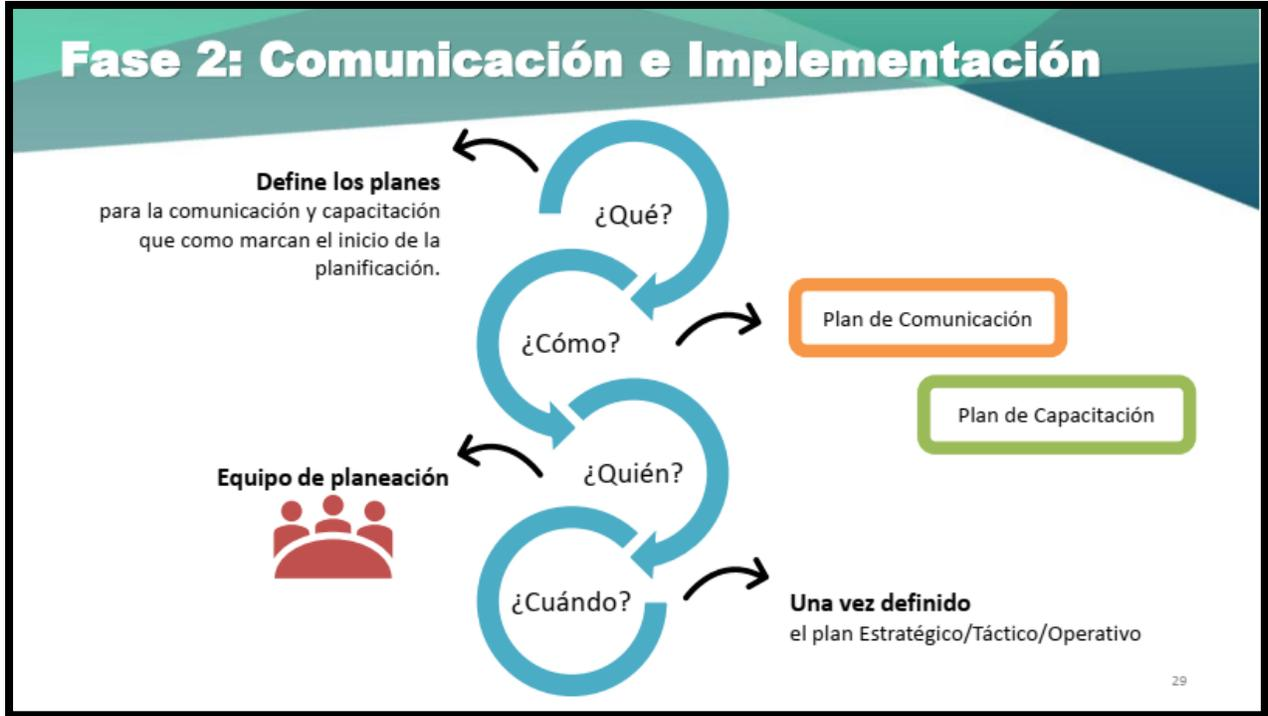 Fase 2: Comunicación e Implementación
Define los planes
para la comunicación y capacitación
que como marcan el inicio de la
planificación.
¿Qué?
¿Cómo?
Plan de Comunicación
Plan de Capacitación
¿Quién?
Equipo de planeación
¿Cuándo?
Una vez definido
el plan Estratégico/Táctico/Operativo
29